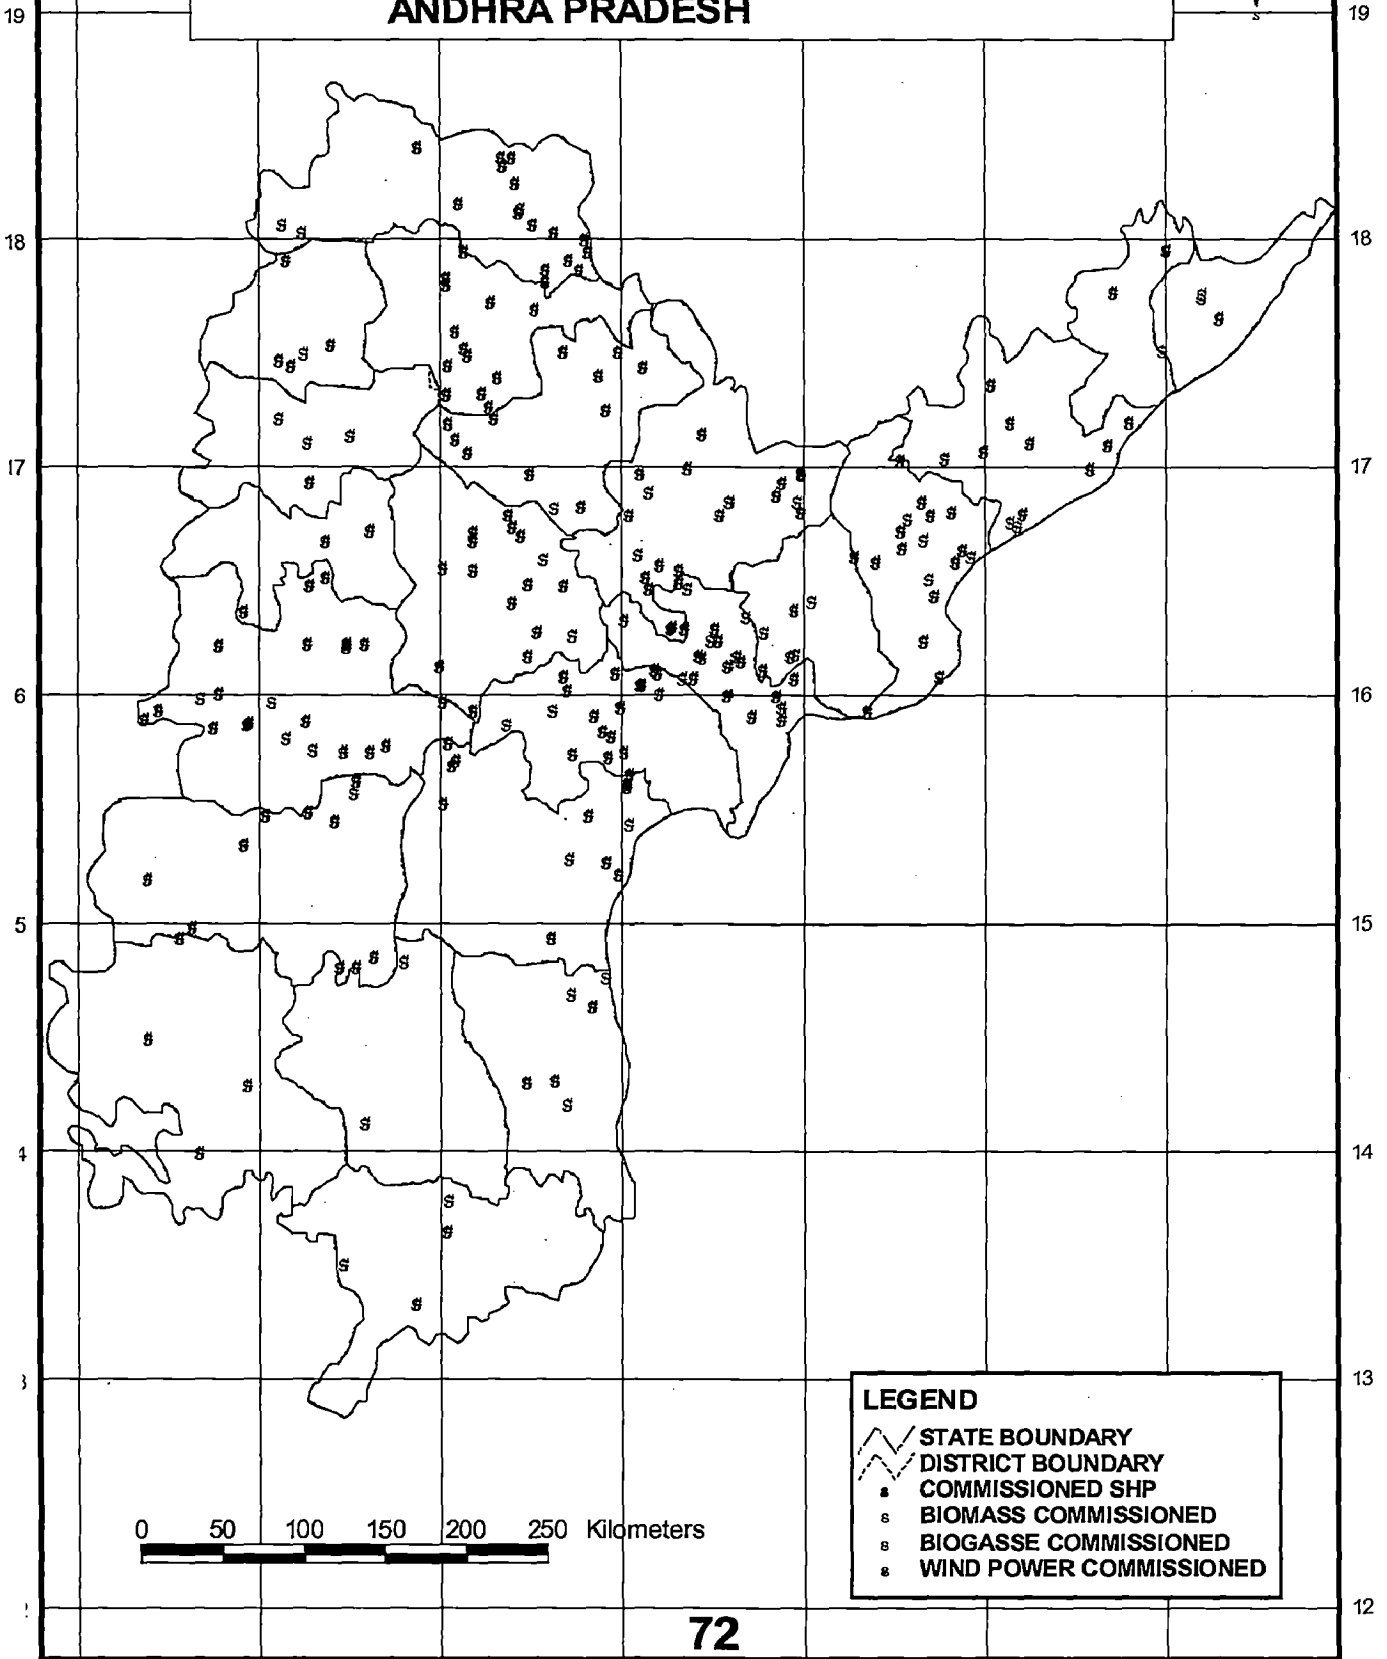 ANDHRA PRADESH
19 19
s
18 18
17 17
6 16
5 15
4 14
3 13
LEGEND
STATE BOUNDARY
DISTRICT BOUNDARY
COMMISSIONED SHP
s BIOMASS COMMISSIONED
s BIOGASSE COMMISSIONED
s WIND POWER COMMISSIONED
0 50 100 150 200 250 Kilometers
12
72